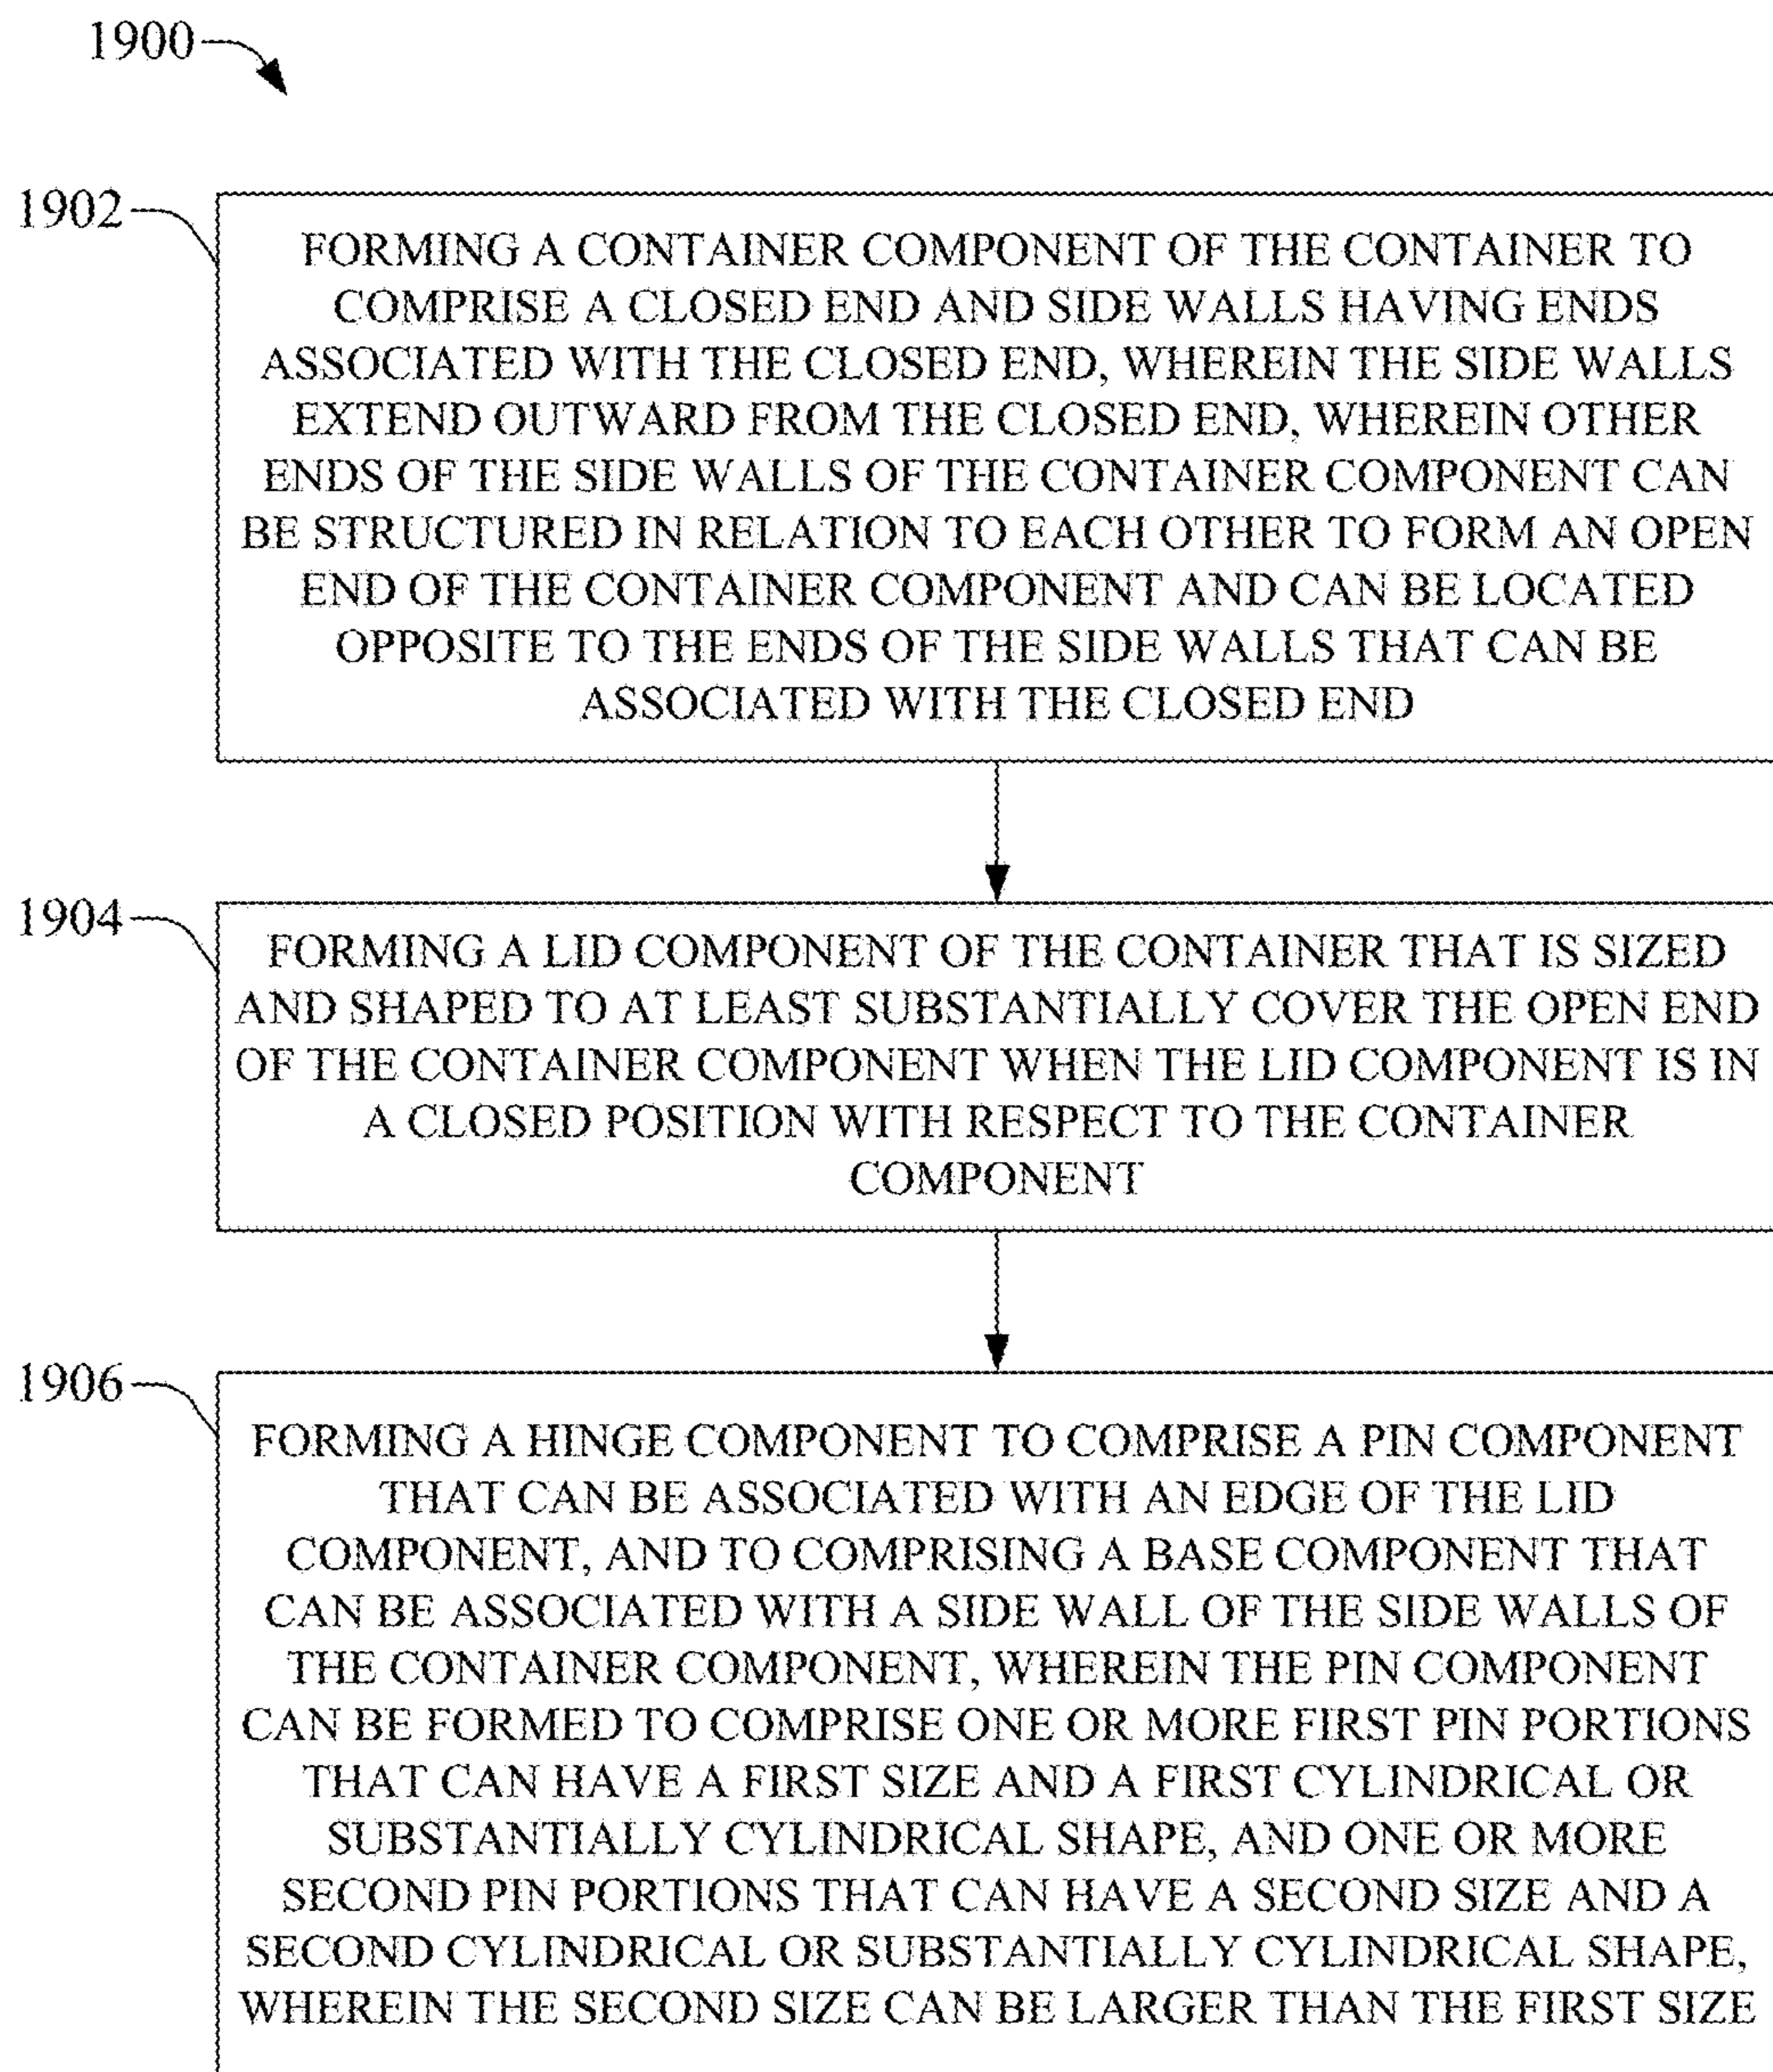 1900
1902
FORMING A CONTAINER COMPONENT OF THE CONTAINER TO
COMPRISE A CLOSED END AND SIDE WALLS HAVING ENDS
ASSOCIATED WITH THE CLOSED END, WHEREIN THE SIDE WALLS
EXTEND OUTWARD FROM THE CLOSED END, WHEREIN OTHER
ENDS OF THE SIDE WALLS OF THE CONTAINER COMPONENT CAN
BE STRUCTURED IN RELATION TO EACH OTHER TO FORM AN OPEN
END OF THE CONTAINER COMPONENT AND CAN BE LOCATED
OPPOSITE TO THE ENDS OF THE SIDE WALLS THAT CAN BE
ASSOCIATED WITH THE CLOSED END
1904
FORMING A LID COMPONENT OF THE CONTAINER THAT IS SIZED
AND SHAPED TO AT LEAST SUBSTANTIALLY COVER THE OPEN END
OF THE CONTAINER COMPONENT WHEN THE LID COMPONENT IS IN
A CLOSED POSITION WITH RESPECT TO THE CONTAINER
COMPONENT
1906
FORMING A HINGE COMPONENT TO COMPRISE A PIN COMPONENT
THAT CAN BE ASSOCIATED WITH AN EDGE OF THE LID
COMPONENT, AND TO COMPRISING A BASE COMPONENT THAT
CAN BE ASSOCIATED WITH A SIDE WALL OF THE SIDE WALLS OF
THE CONTAINER COMPONENT, WHEREIN THE PIN COMPONENT
CAN BE FORMED TO COMPRISE ONE OR MORE FIRST PIN PORTIONS
THAT CAN HAVE A FIRST SIZE AND A FIRST CYLINDRICAL OR
SUBSTANTIALLY CYLINDRICAL SHAPE, AND ONE OR MORE
SECOND PIN PORTIONS THAT CAN HAVE A SECOND SIZE AND A
SECOND CYLINDRICAL OR SUBSTANTIALLY CYLINDRICAL SHAPE,
WHEREIN THE SECOND SIZE CAN BE LARGER THAN THE FIRST SIZE